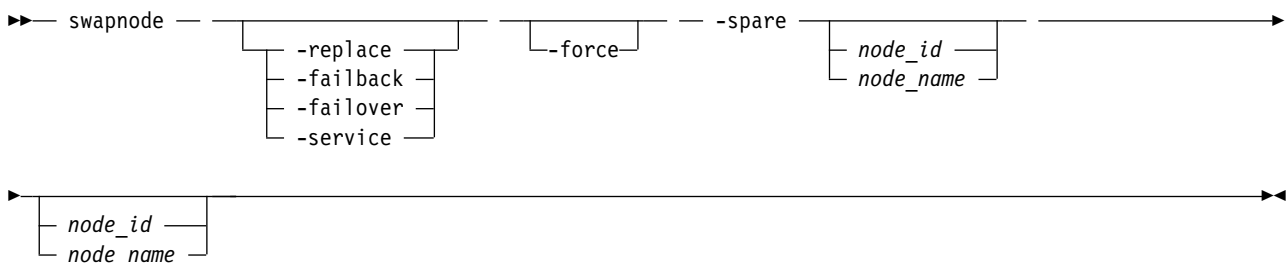 swapnode -replace -force -spare node_id
-failback node_name
-failover
-service
node_id
node_name